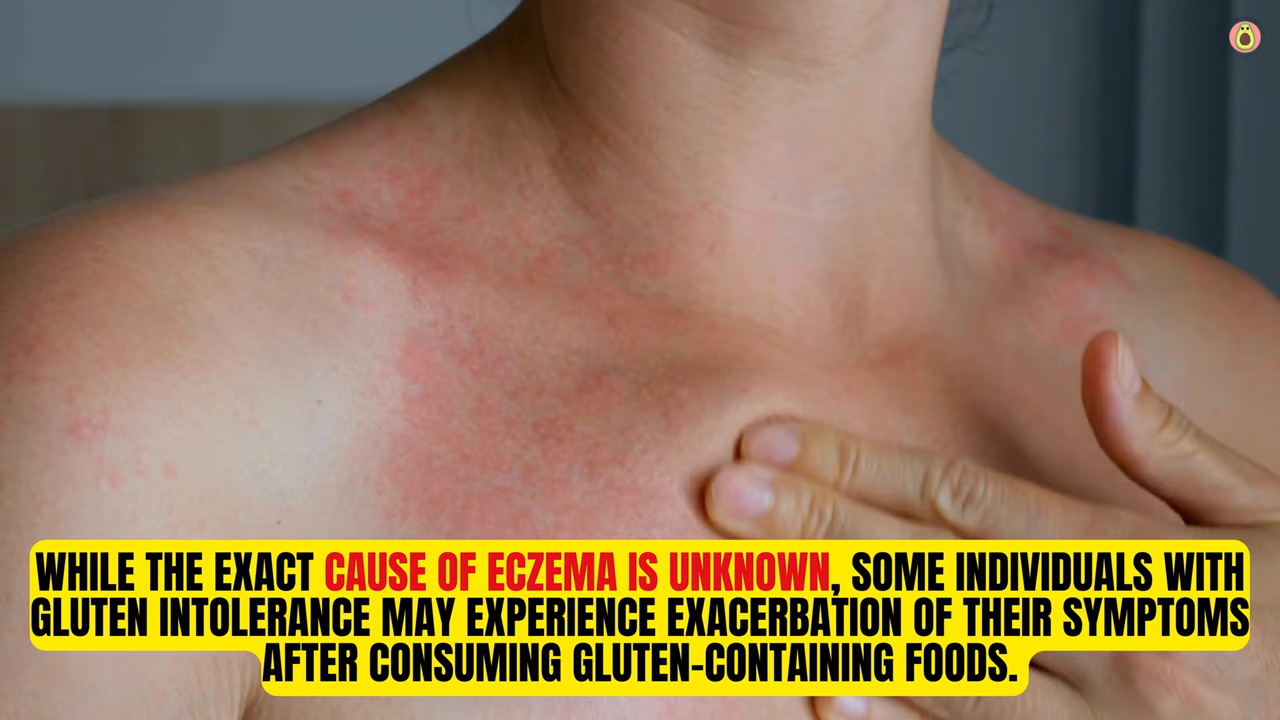 WHILE THE EXACT CAUSE OF ECZEMA IS UNKNOWN, SOME INDIVIDUALS WITH
GLUTEN INTOLERANCE MAY EXPERIENCE EXACERBATION OF THEIR SYMPTOMS
AFTER CONSUMING GLUTEN-CONTAINING FOODS.